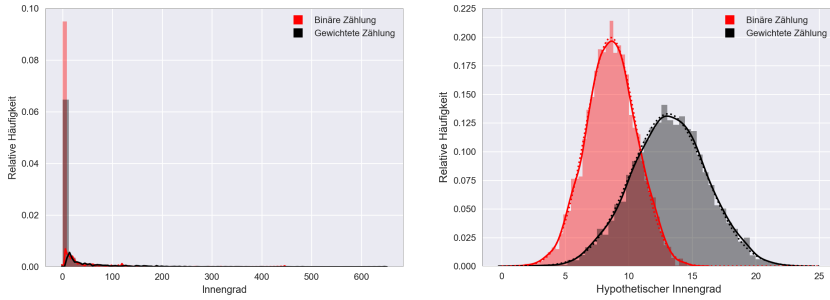 0.10
0.08
0.06
0.04
0.02
0.00
Relative Häufigkeit
Binäre Zählung
Gewichtete Zählung
0 100 200 300 400 500 600
Innengrad
0.225
0.200
0.175
0.150
0.125
0.100
0.075
0.050
0.025
0.000
Relative Häufigkeit
Binäre Zählung
Gewichtete Zählung
0 5 10 15 20 25
Hypothetischer Innengrad